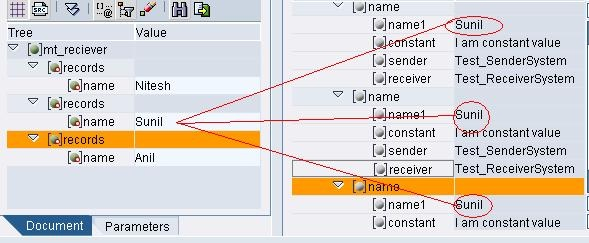 Tree Value
mt_reciever
records
name Nitesh
records
name Sunil
records
name Anil
Document Parameters
name
name1 Sunil
constant I am constant value
sender Test_SenderSystem
receiver Test_ReceiverSystem
name
name1 Sunil
constant I am constant value
sender Test_SenderSystem
receiver Test_ReceiverSystem
name
name1 Sunil
constant I am constant value